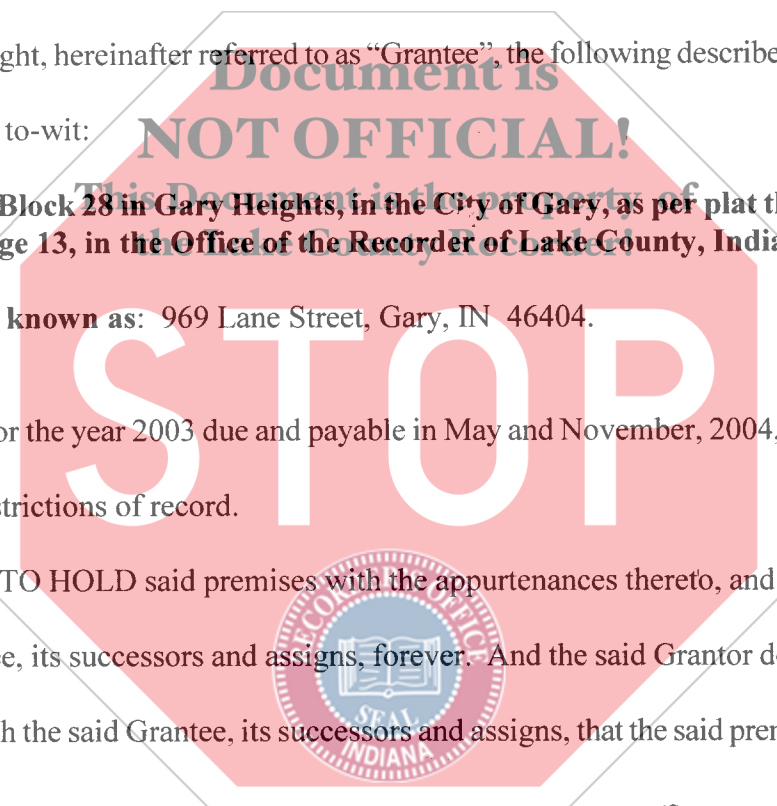 ght, hereinafter referred to as “Grantee”, the following describe
Document is
to-wit:
NOT OFFICIAL!
This Document is the property of
Block 28 in Gary Heights, in the City of Gary, as per plat t
the Lake County Recorder!
ge 13, in the Office of the Recorder of Lake County, India
known as: 969 Lane Street, Gary, IN 46404.
STOP
or the year 2003 due and payable in May and November, 2004,
strictions of record.
TO HOLD said premises with the appurtenances thereto, and
e, its successors and assigns, forever. And the said Grantor d
h the said Grantee, its successors and assigns, that the said prem
OFFICE
SEAL
INDIANA